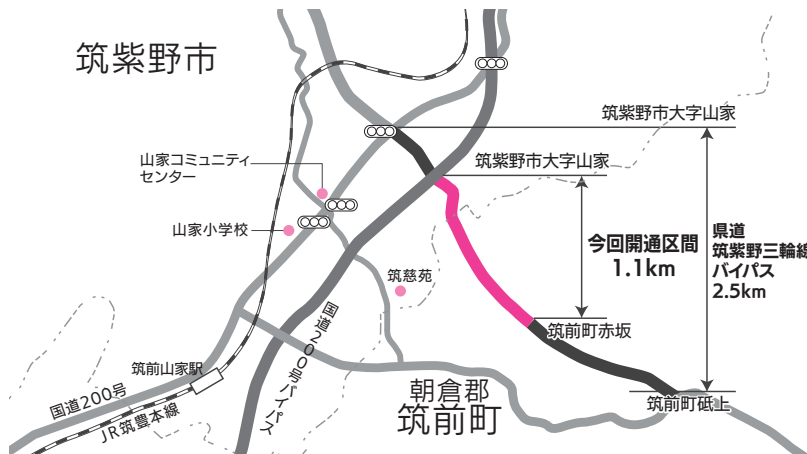 筑紫野市
筑紫野市大字山家
筑紫野市大字山家
山家コミュニティ
センター
山家小学校
筑慈苑
今回開通区間
1.1km
県道
筑紫野三輪線
バイパス
2.5km
筑前町赤坂
国道200号バイパス
筑前山家駅
国道200号
JR筑豊本線
朝倉郡
筑前町
筑前町砥上